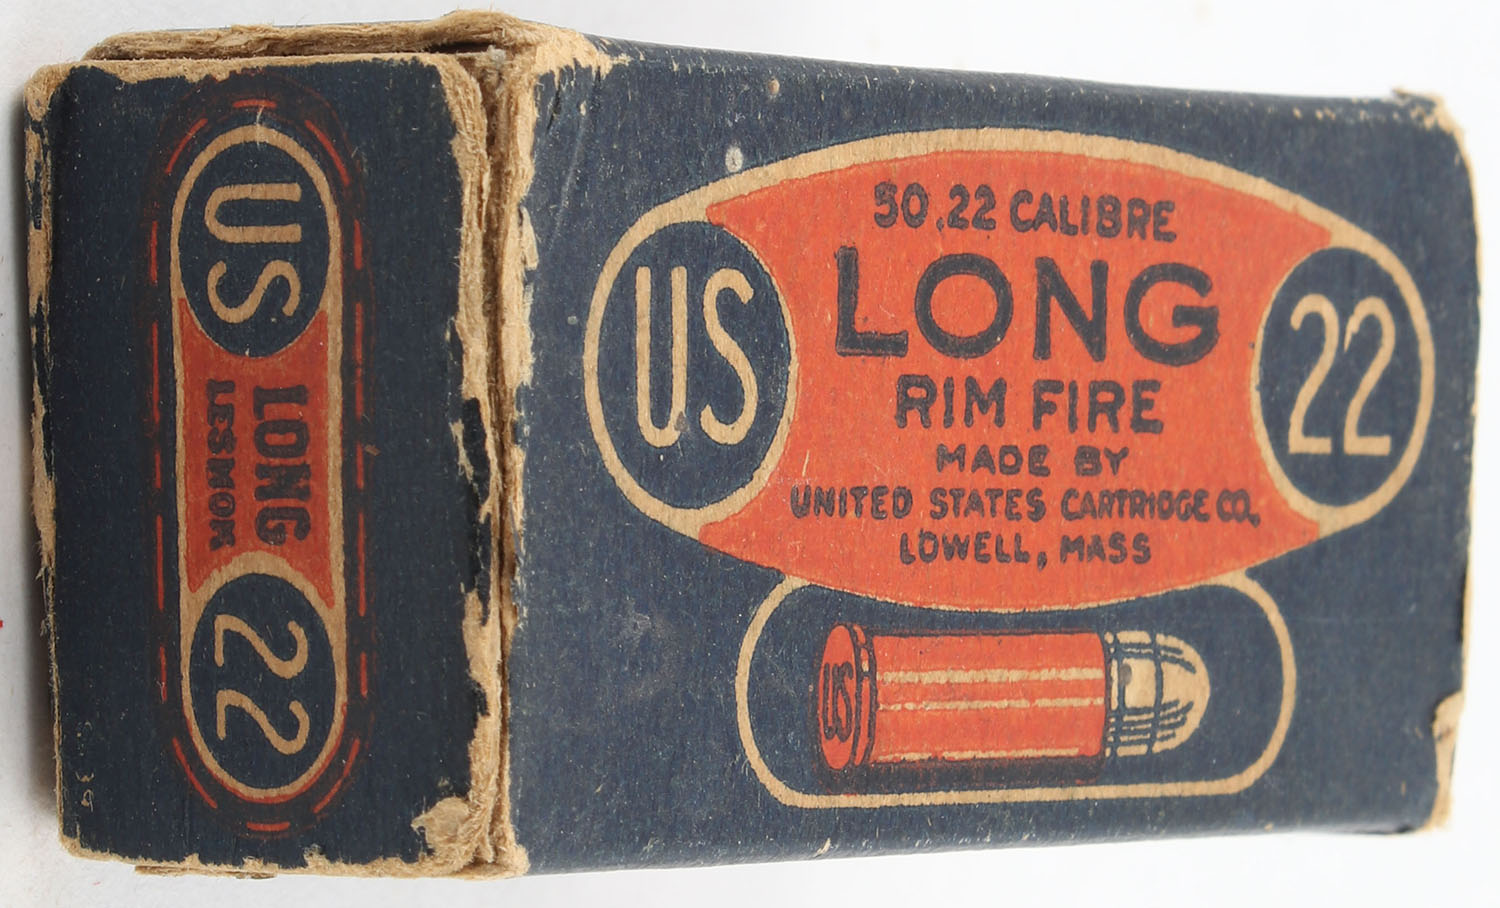 50 .22 CALIBRE
LONG
RIM FIRE
MADE BY
UNITED STATES CARTRIDGE CO.
LOWELL, MASS
US
22
US
US
LONG
LESMOK
22